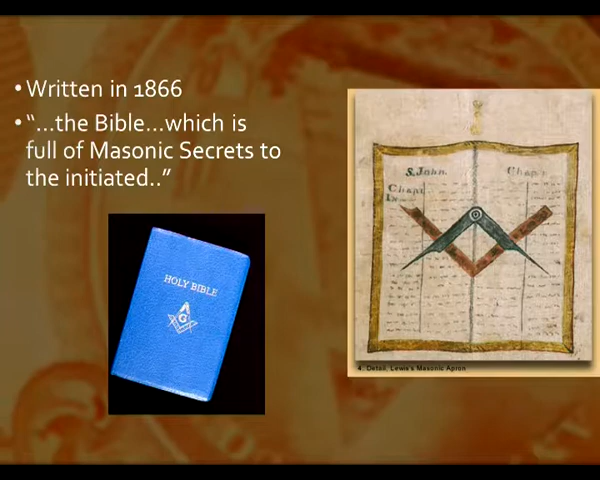 • Written in 1866
• “…the Bible…which is
full of Masonic Secrets to
the initiated..”
HOLY BIBLE
G
S. John.
Chap.
Chap.
4. Detail, Lewis's Masonic Apron